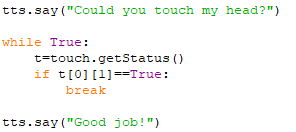 tts.say("Could you touch my head?")
while True:
    t=touch.getStatus()
    if t[0][1]==True:
        break
tts.say("Good job!")